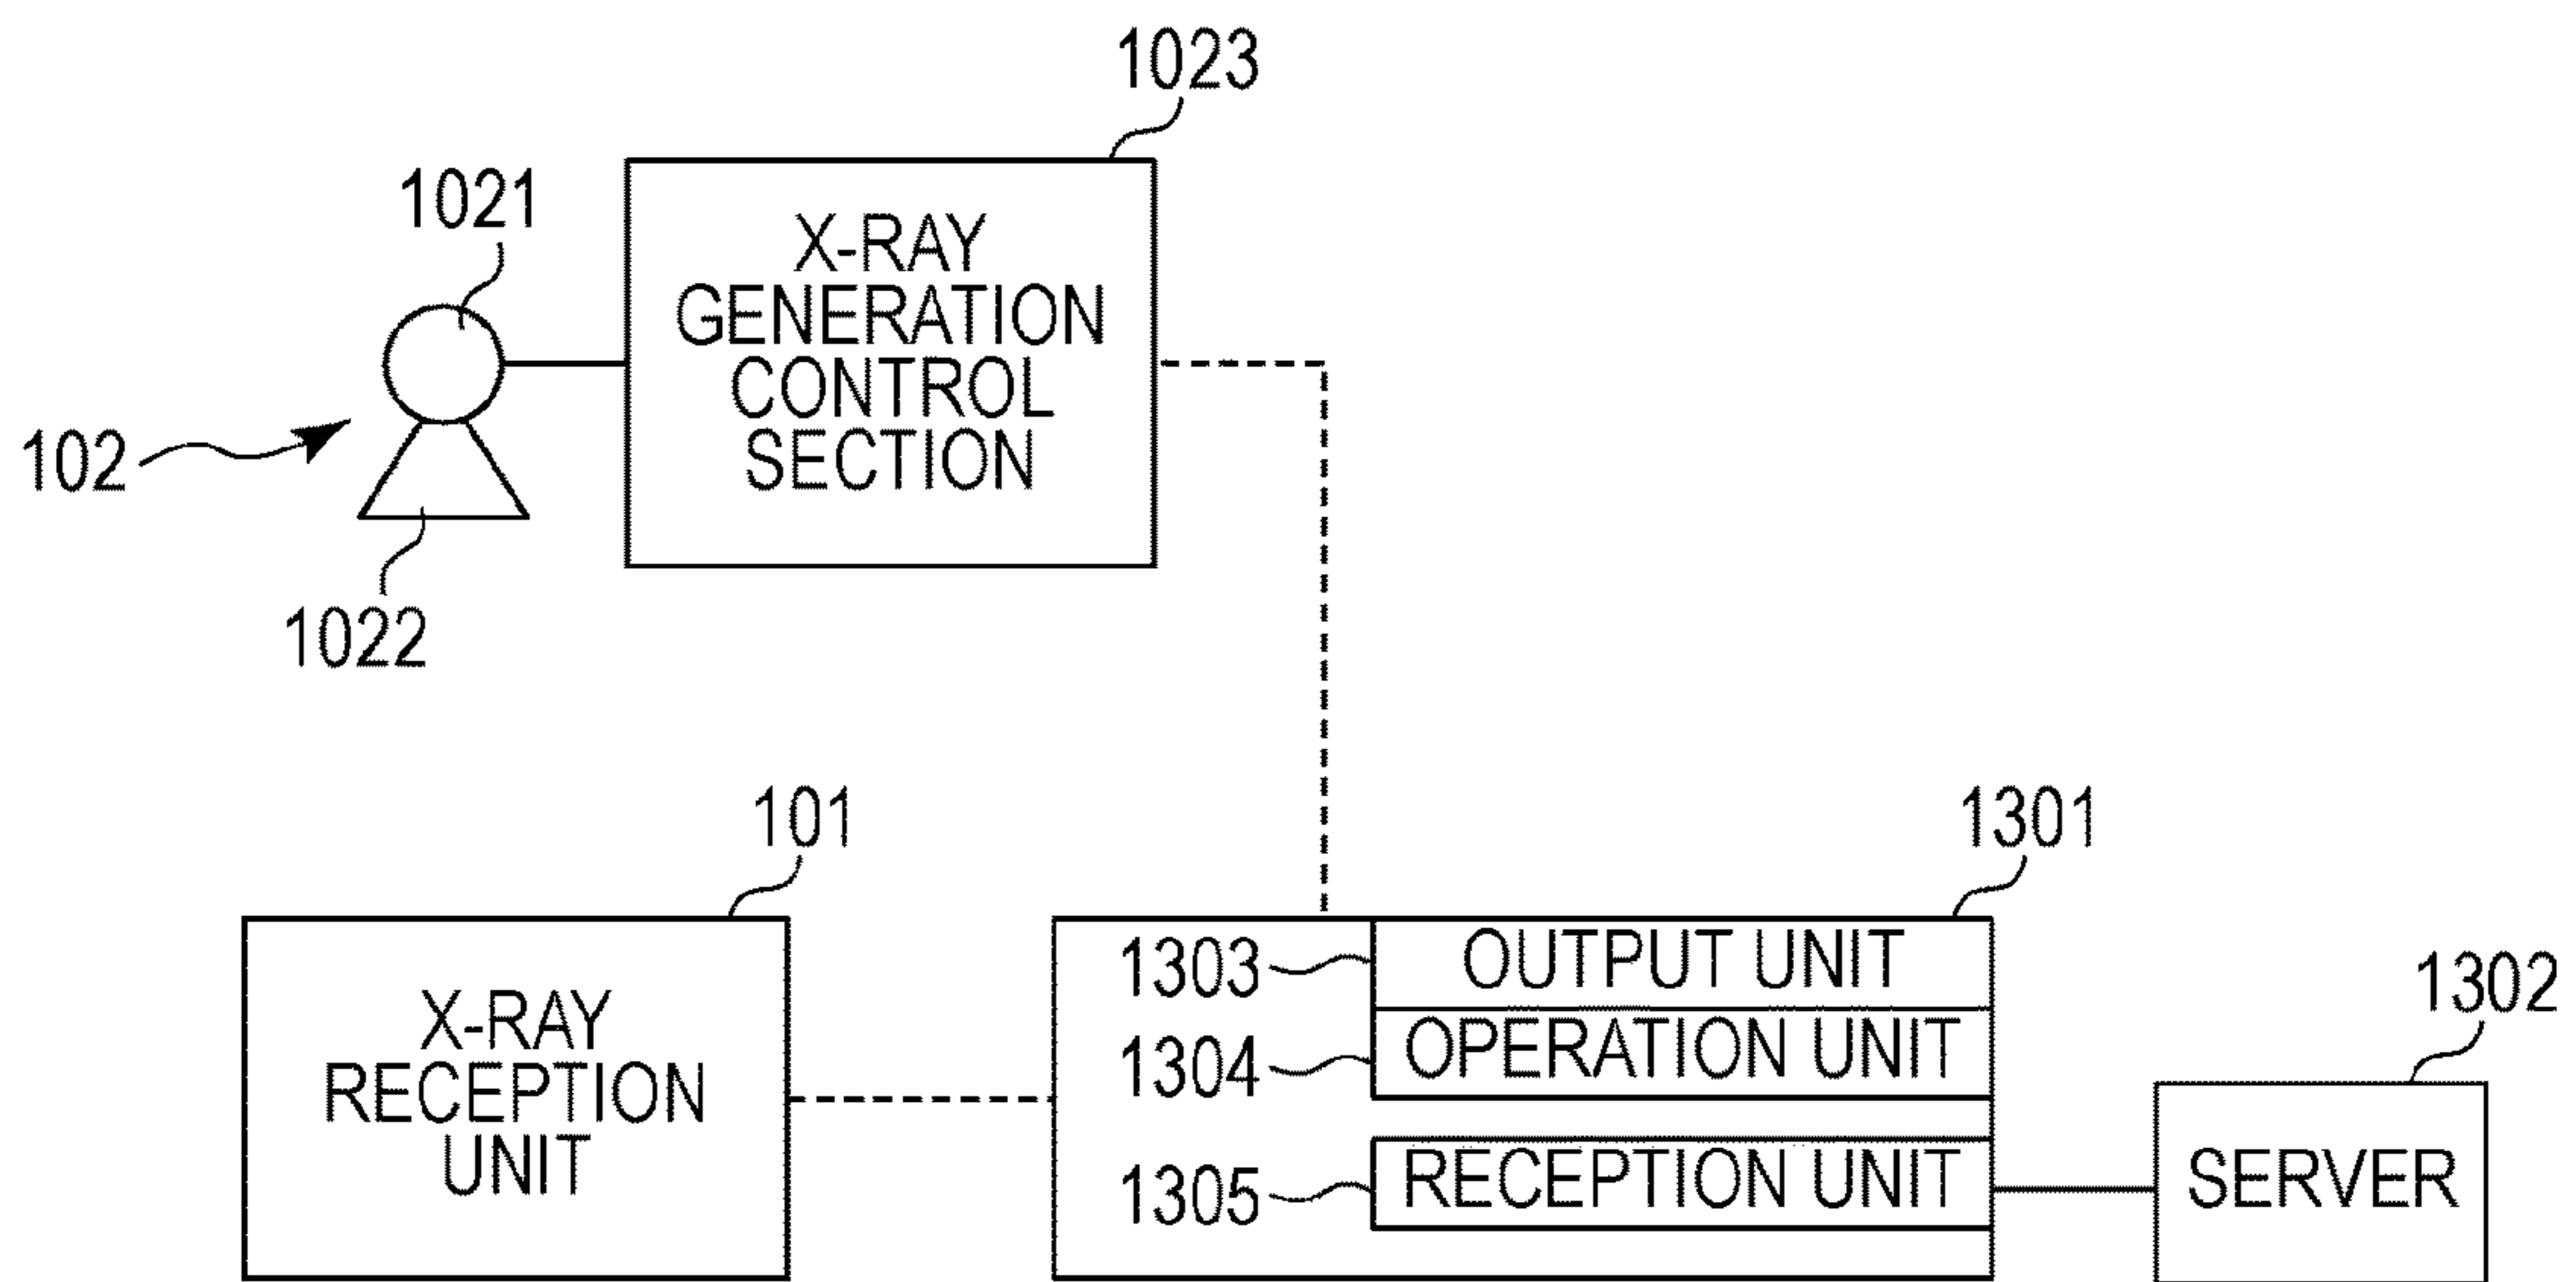 1023
1021
X-RAY
GENERATION
CONTROL
SECTION
102
1022
101
1301
X-RAY
RECEPTION
UNIT
1303
OUTPUT UNIT
1304
OPERATION UNIT
1305
RECEPTION UNIT
1302
SERVER